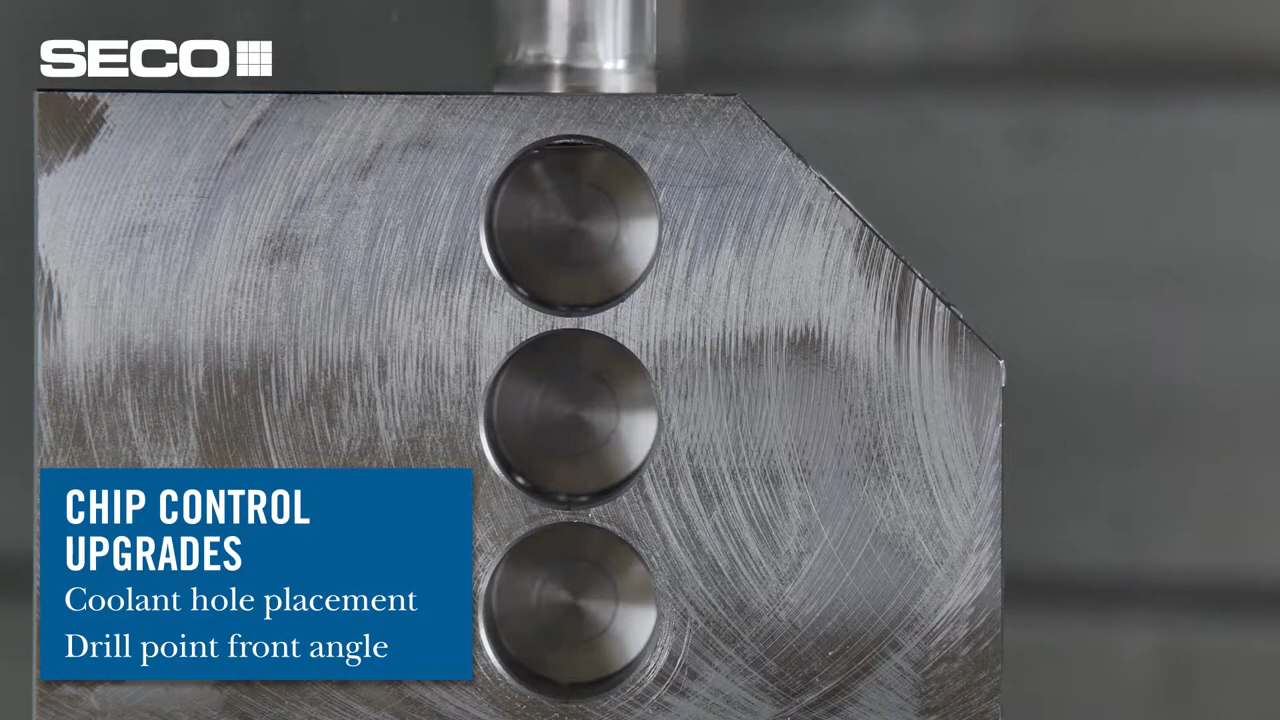 SECO
CHIP CONTROL
UPGRADES
Coolant hole placement
Drill point front angle